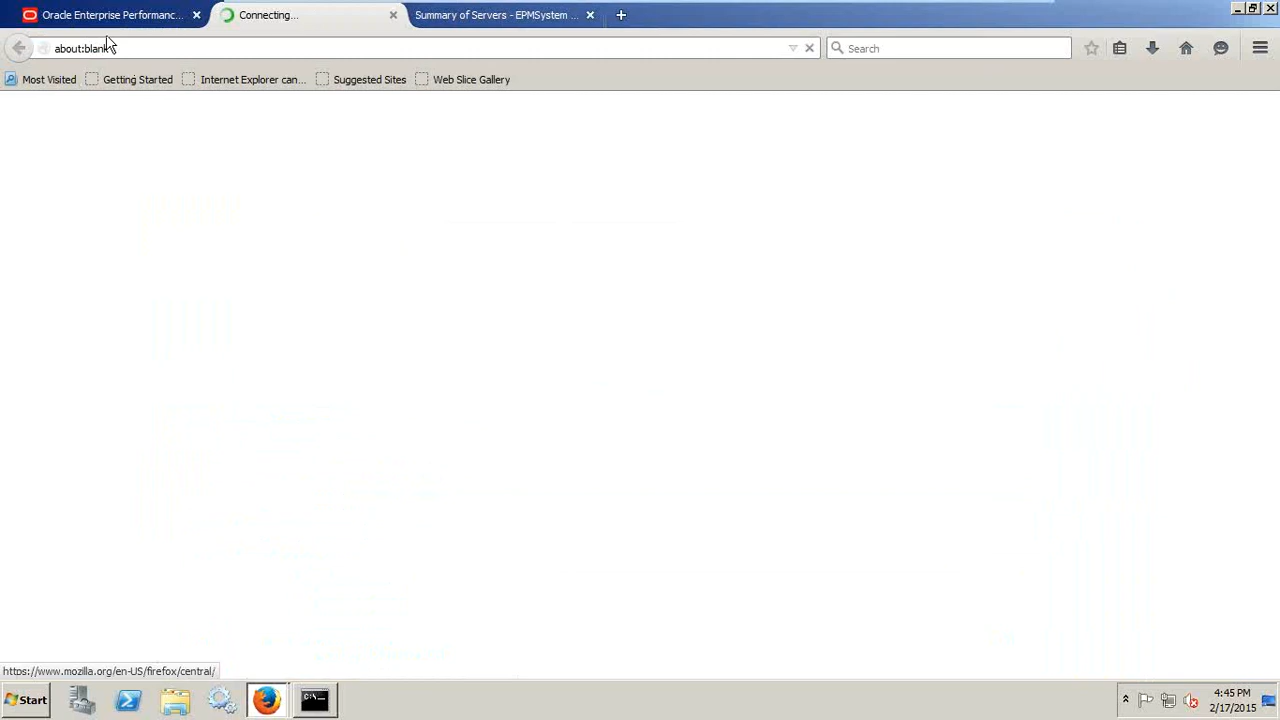 Oracle Enterprise Performanc...
Connecting...
Summary of Servers - EPMSystem ...
about:blank
Search
Most Visited
Getting Started
Internet Explorer can...
Suggested Sites
Web Slice Gallery
https://www.mozilla.org/en-US/firefox/central/
Start
C:\_
4:45 PM
2/17/2015